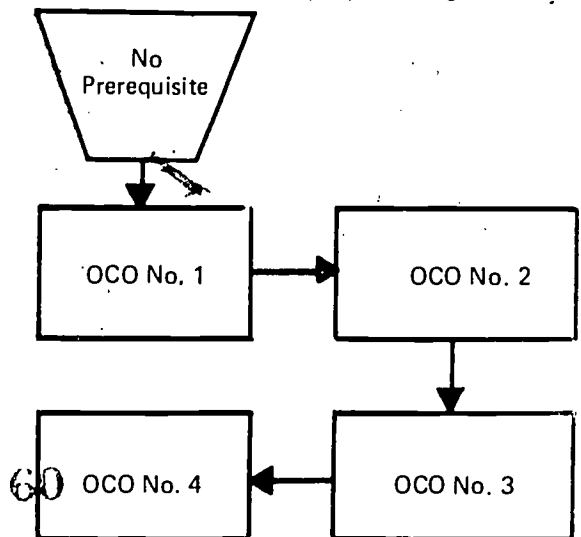 No
Prerequisite
OCO No. 1
OCO No. 2
60
OCO No. 4
OCO No. 3